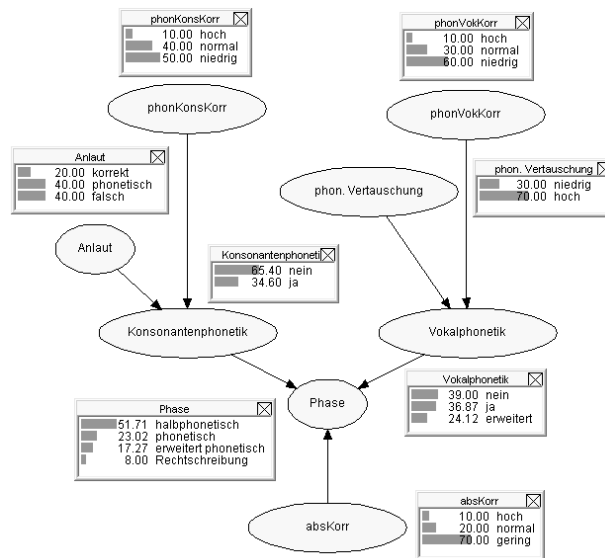 phonKonsKorr
10.00 hoch
40.00 normal
50.00 niedrig
phonVokKorr
10.00 hoch
30.00 normal
60.00 niedrig
phonKonsKorr
phonVokKorr
Anlaut
20.00 korrekt
40.00 phonetisch
40.00 falsch
phon. Vertauschung
30.00 niedrig
70.00 hoch
phon. Vertauschung
Anlaut
Konsonantenphoneti
65.40 nein
34.60 ja
Konsonantenphonetik
Vokalphonetik
Vokalphonetik
39.00 nein
36.87 ja
24.12 erweitert
Phase
51.71 halbphonetisch
23.02 phonetisch
17.27 erweitert phonetisch
8.00 Rechtschreibung
Phase
absKorr
10.00 hoch
20.00 normal
70.00 gering
absKorr